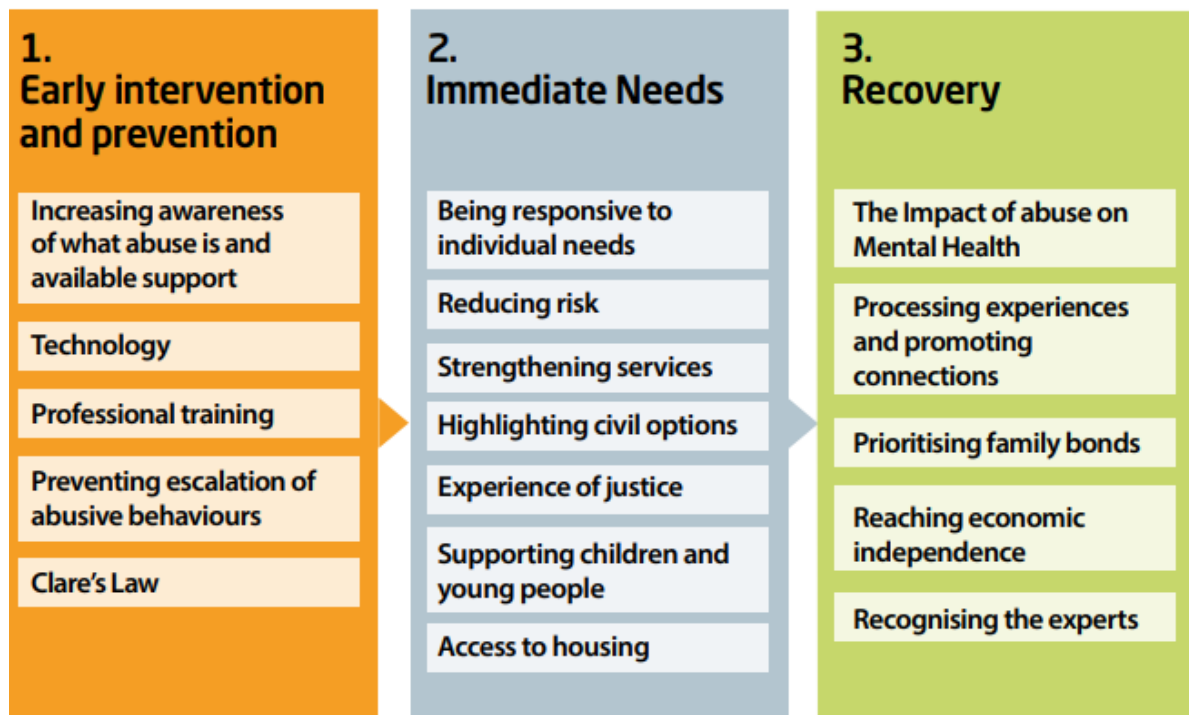 1.
Early intervention
and prevention
Increasing awareness
of what abuse is and
available support
Technology
Professional training
Preventing escalation of
abusive behaviours
Clare’s Law
2.
Immediate Needs
Being responsive to
individual needs
Reducing risk
Strengthening services
Highlighting civil options
Experience of justice
Supporting children and
young people
Access to housing
3.
Recovery
The Impact of abuse on
Mental Health
Processing experiences
and promoting
connections
Prioritising family bonds
Reaching economic
independence
Recognising the experts